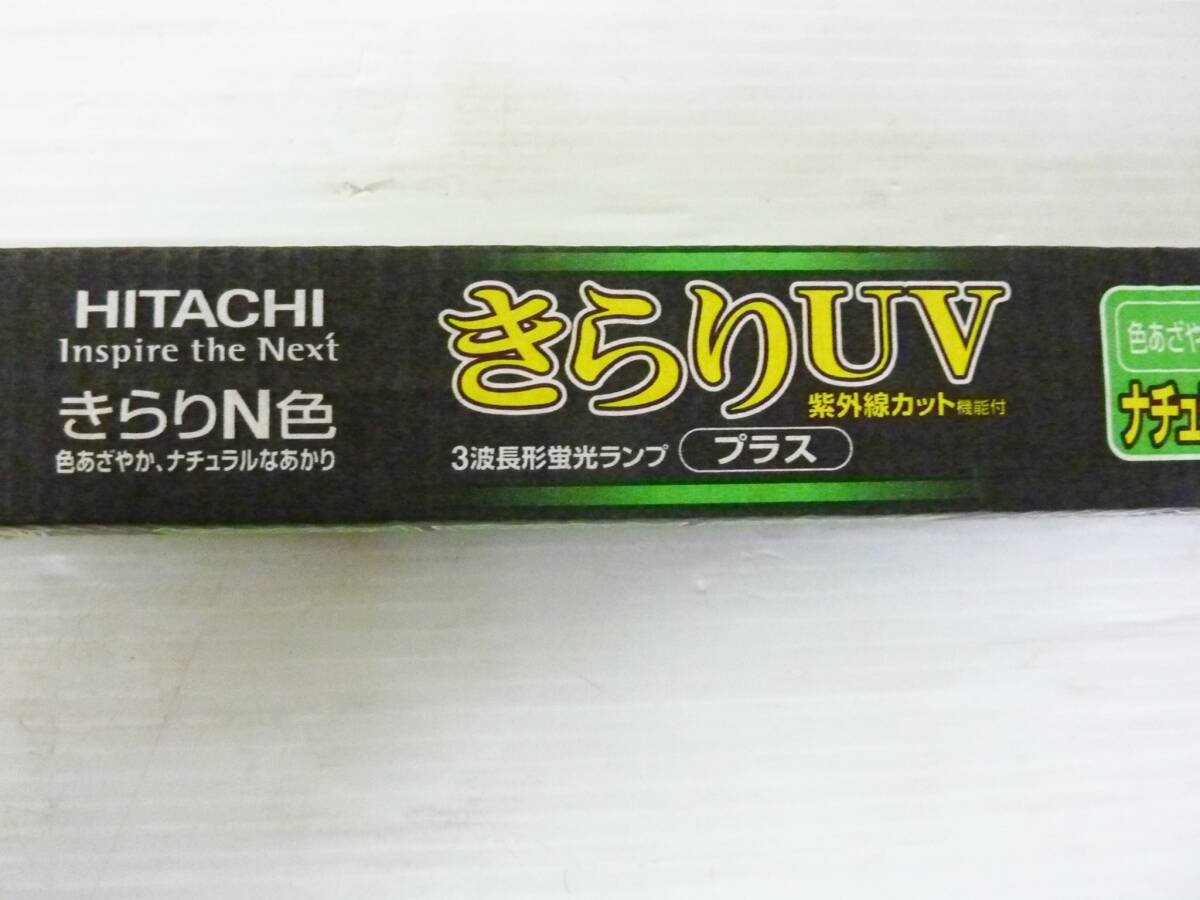 HITACHI
Inspire the Next
きらりN色
色あざやか、ナチュラルなあかり
きらりUV
紫外線カット機能付
3波長形蛍光ランプ プラス
色あざや
ナチュ